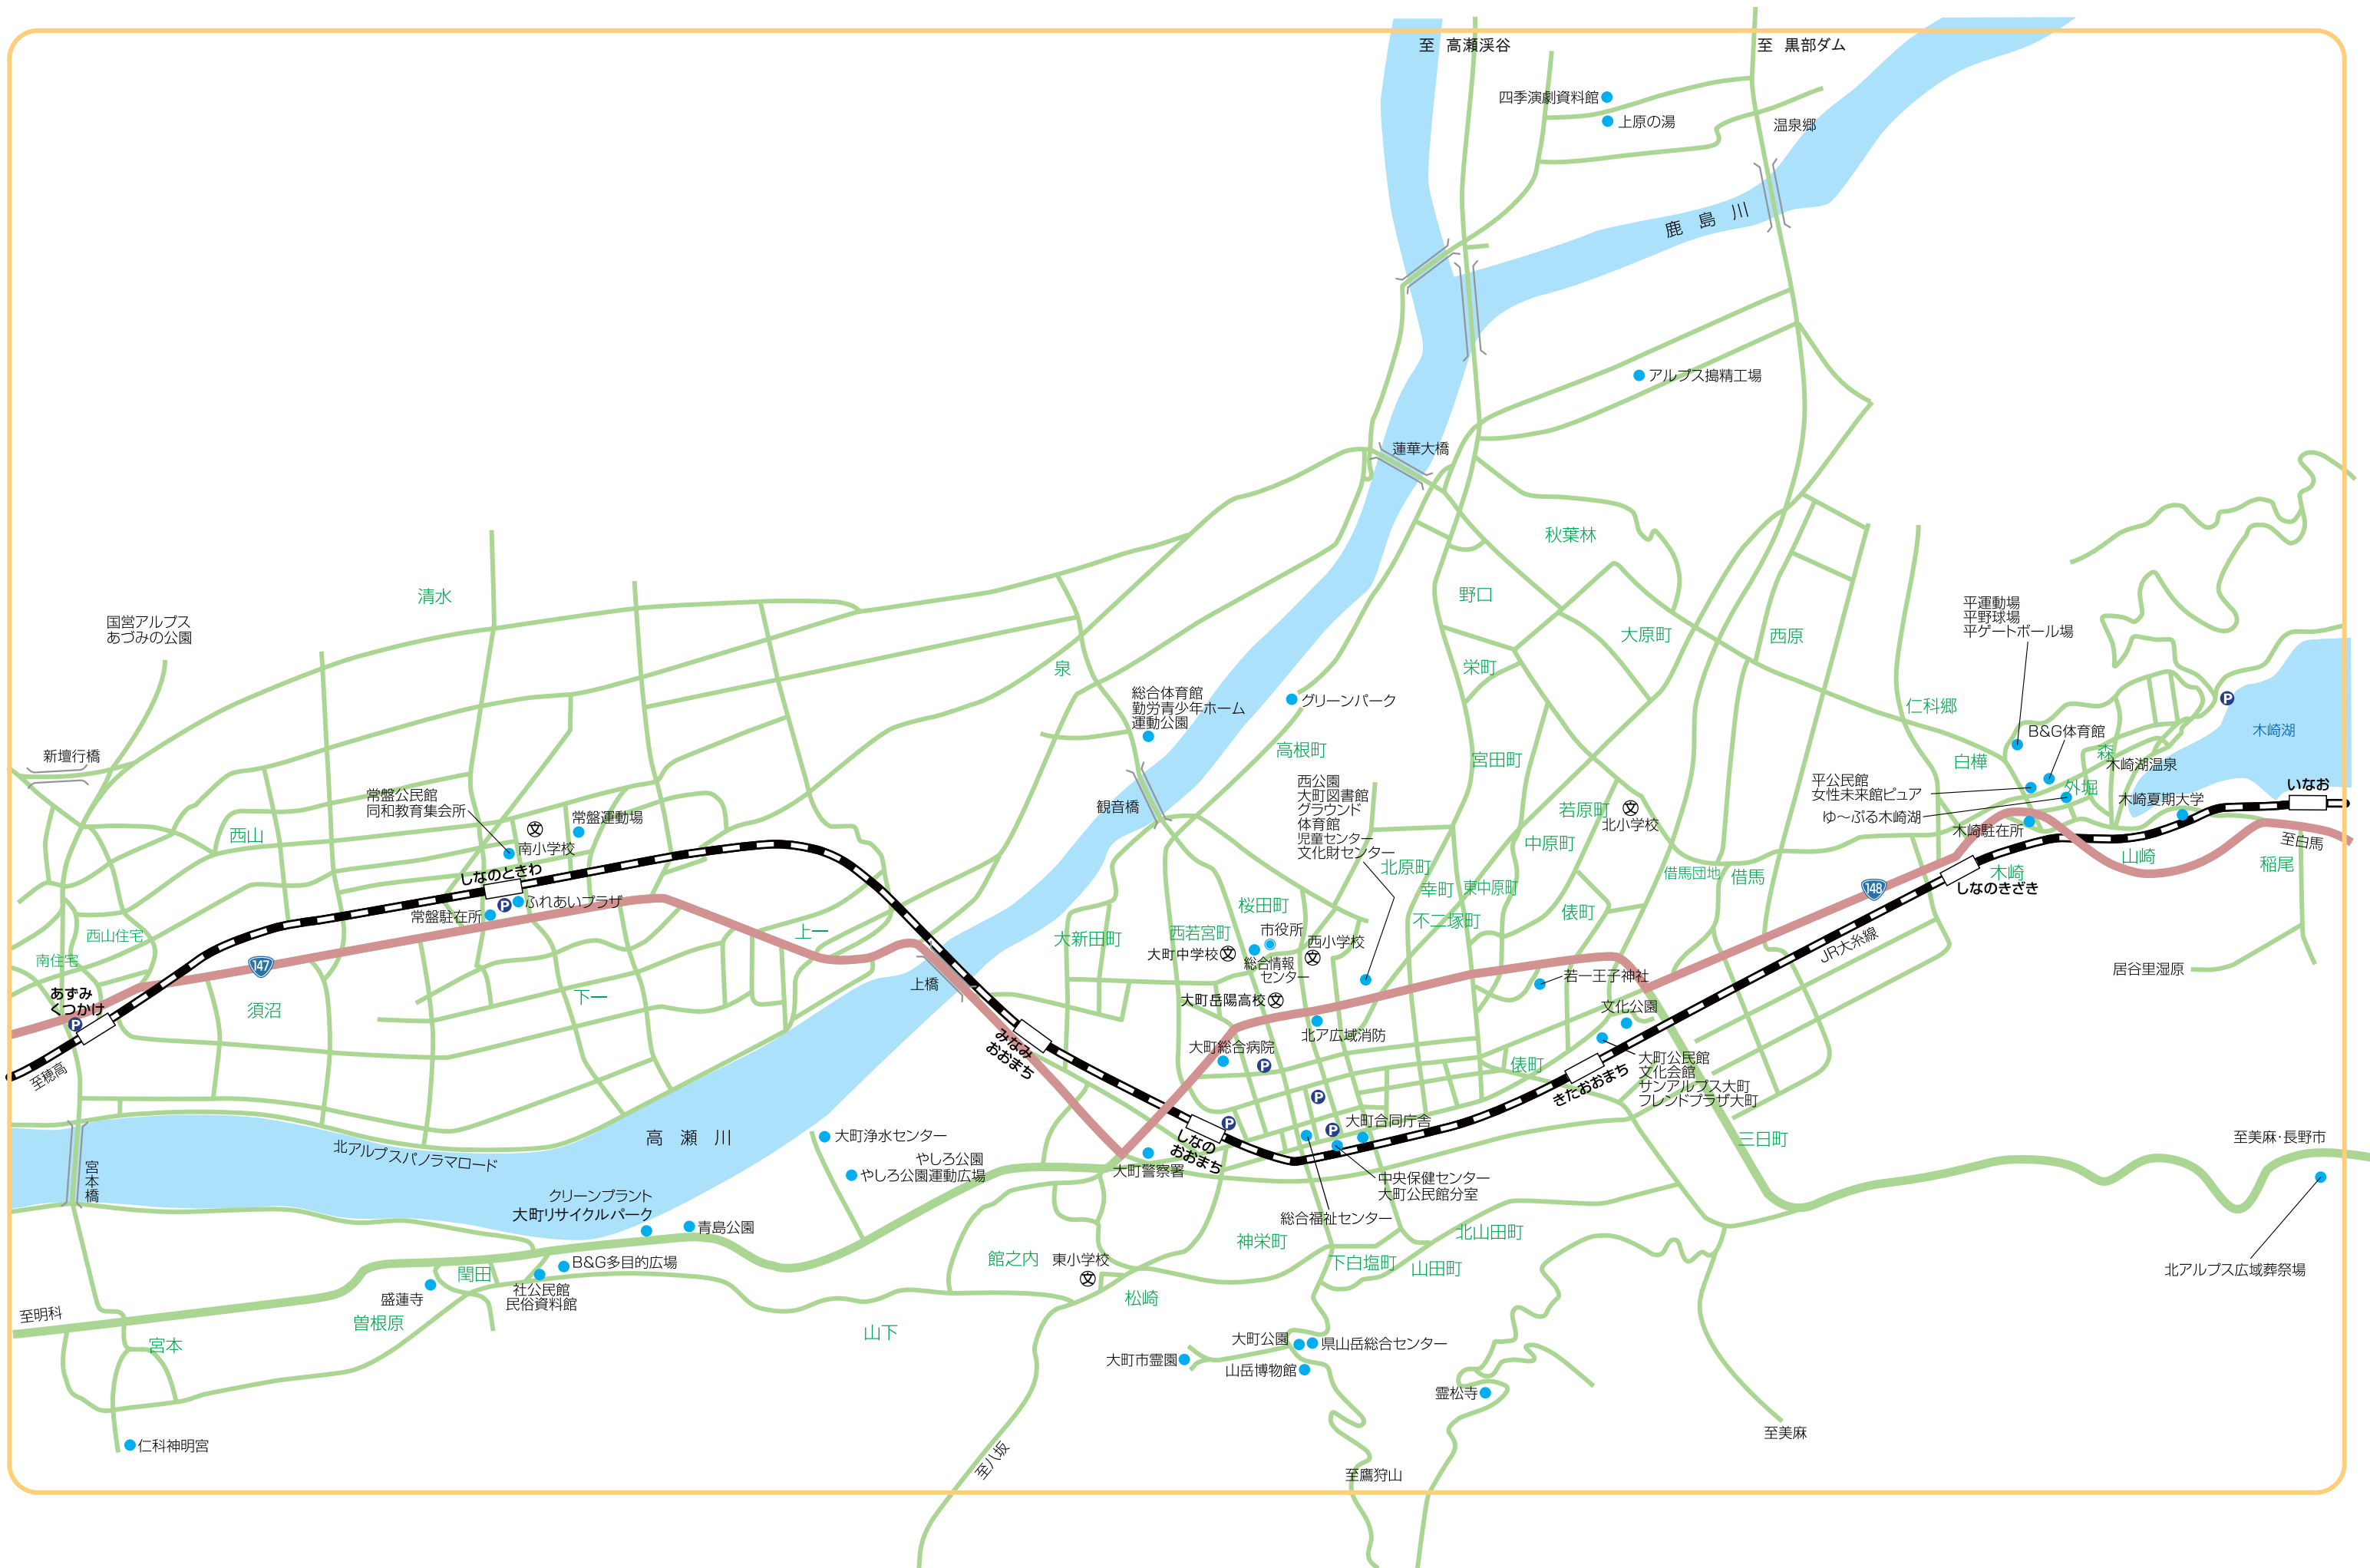 至 高瀬渓谷
至 黒部ダム
四季演劇資料館
上原の湯
温泉郷
鹿島川
アルプス搗精工場
蓮華大橋
秋葉林
清水
野口
国営アルプス
あづみの公園
平運動場
平野球場
平ゲートボール場
大原町
西原
泉
栄町
総合体育館
勤労青少年ホーム
運動公園
グリーンパーク
仁科郷
木崎湖
B&G体育館
高根町
新壇行橋
宮田町
白樺
森
木崎湖温泉
西公園
大町図書館
グラウンド
体育館
児童センター
文化財センター
平公民館
女性未来館ピュア
外堀
いなお
常盤公民館
同和教育集会所
観音橋
木崎夏期大学
若原町
文
北小学校
ゆ～ぷる木崎湖
常盤運動場
西山
文
南小学校
木崎駐在所
至白馬
中原町
山崎
稲尾
北原町
借馬団地
借馬
木崎
しなのときわ
幸町
東中原町
148
しなのきざき
ふれあいプラザ
常盤駐在所
桜田町
俵町
不二塚町
西山住宅
上一
大新田町
西若宮町
市役所
西小学校
文
大町中学校
文
総合情報
センター
JR大糸線
南住宅
147
居谷里湿原
若一王子神社
上橋
あずみ
くつかけ
下一
大町岳陽高校
文
須沼
文化公園
北ア広域消防
みなみ
おおまち
大町総合病院
俵町
大町公民館
文化会館
サンアルプス大町
フレンドプラザ大町
至穂高
きたおおまち
大町合同庁舎
高瀬川
大町浄水センター
しなの
おおまち
三日町
至美麻・長野市
北アルプスパノラマロード
やしろ公園
やしろ公園運動広場
大町警察署
宮本橋
中央保健センター
大町公民館分室
クリーンプラント
大町リサイクルパーク
総合福祉センター
青島公園
北山田町
神栄町
館之内
東小学校
文
下白塩町
山田町
B&G多目的広場
北アルプス広域葬祭場
閏田
社公民館
民俗資料館
盛蓮寺
松崎
至明科
曽根原
山下
宮本
大町公園
県山岳総合センター
大町市霊園
山岳博物館
霊松寺
至美麻
仁科神明宮
至八坂
至鷹狩山